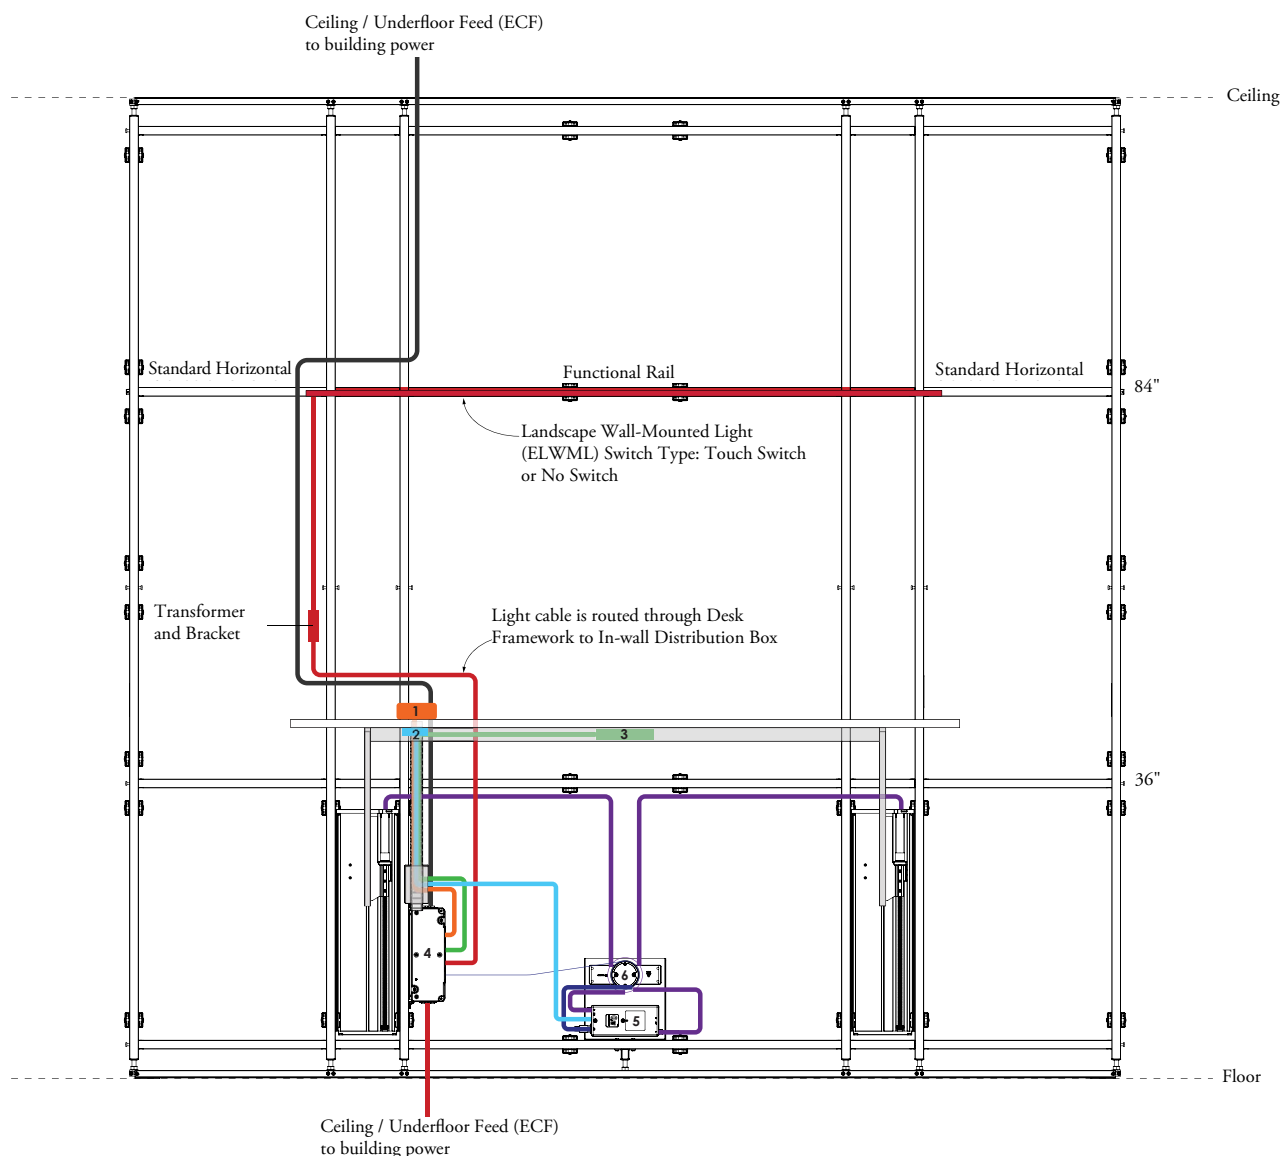 Ceiling / Underfloor Feed (ECF)
to building power
Ceiling
Standard Horizontal
Functional Rail
Standard Horizontal
84"
Landscape Wall-Mounted Light
(ELWML) Switch Type: Touch Switch
or No Switch
Transformer
and Bracket
Light cable is routed through Desk
Framework to In-wall Distribution Box
1
2
3
36"
4
6
5
Floor
Ceiling / Underfloor Feed (ECF)
to building power